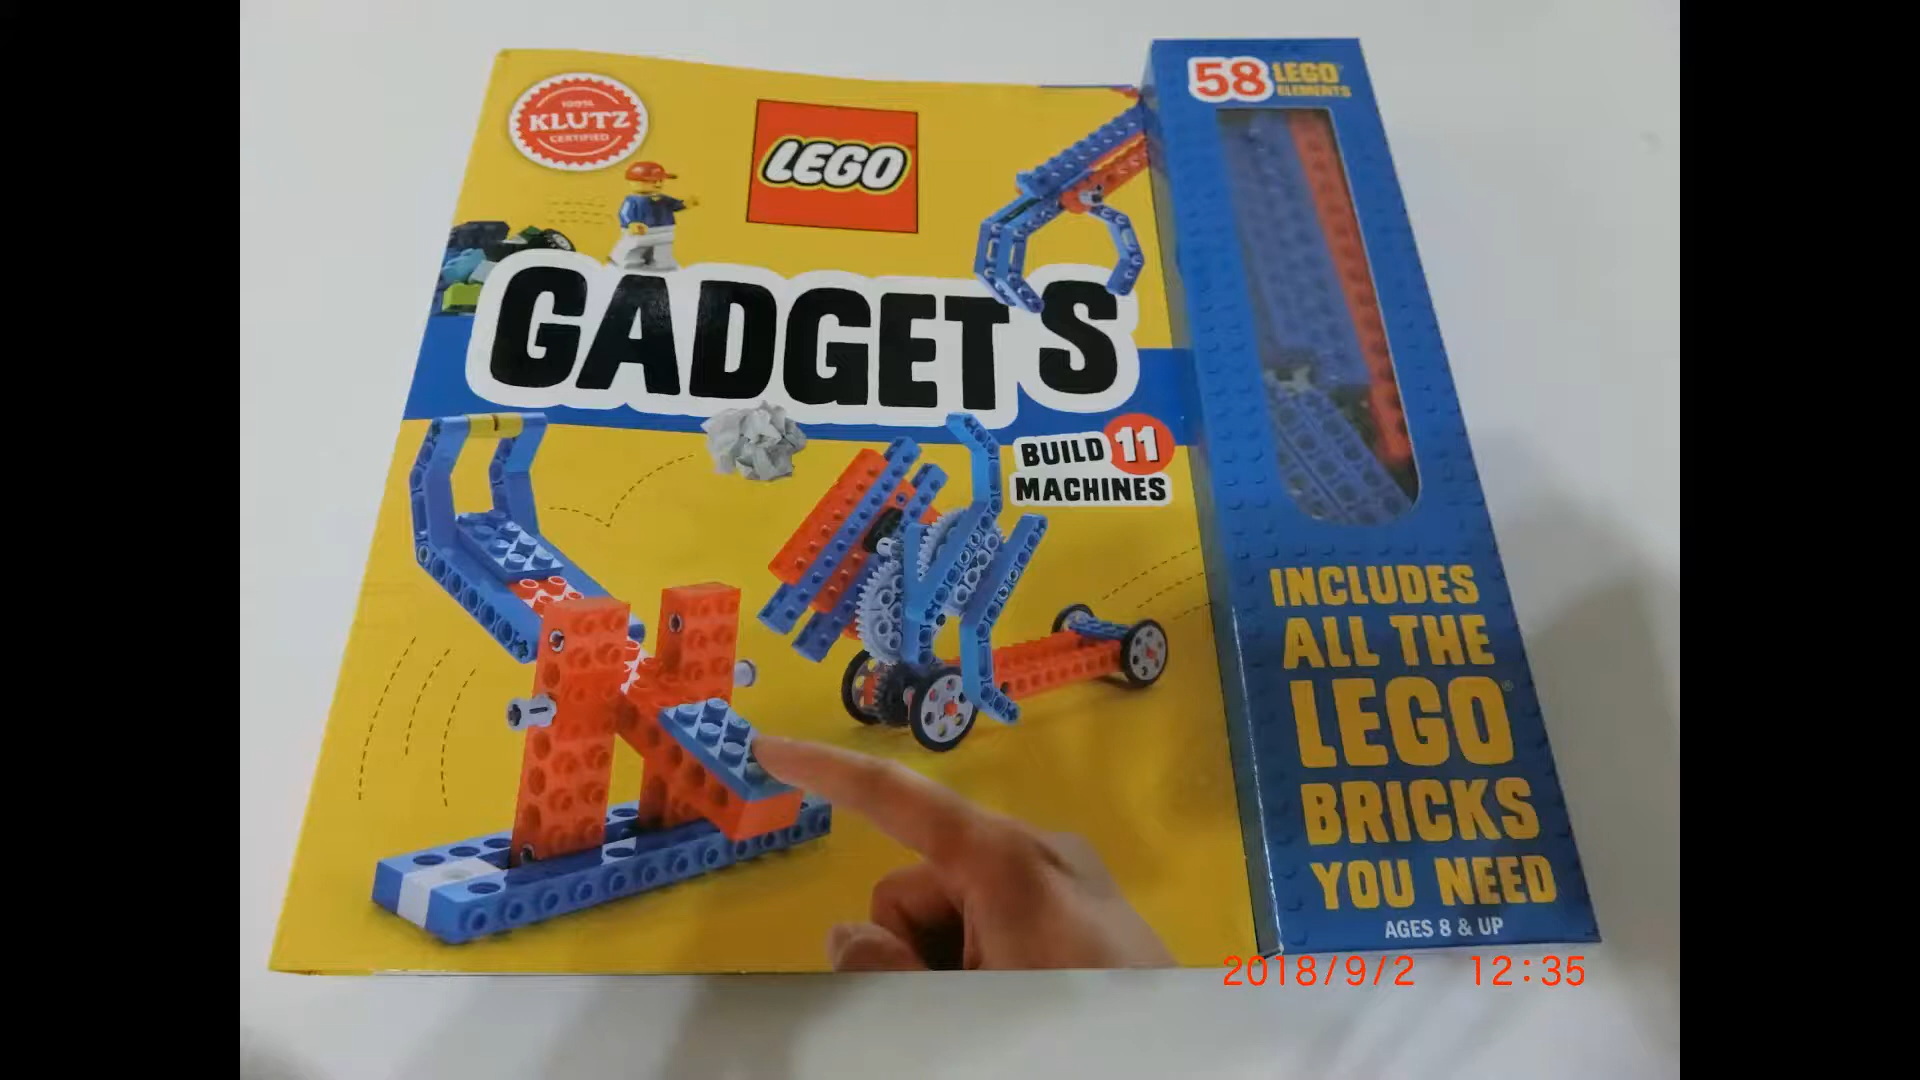 100%
KLUTZ
CERTIFIED
LEGO
GADGETS
BUILD 11
MACHINES
58 LEGO®
ELEMENTS
INCLUDES
ALL THE
LEGO®
BRICKS
YOU NEED
AGES 8 & UP
2018/9/2 12:35